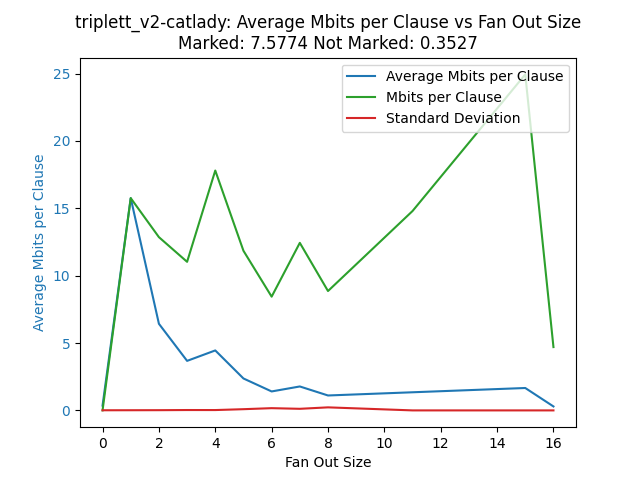 triplett_v2-catlady: Average Mbits per Clause vs Fan Out Size
Marked: 7.5774 Not Marked: 0.3527
Average Mbits per Clause
Mbits per Clause
Standard Deviation
Average Mbits per Clause
25
20
15
10
5
0
0 2 4 6 8 10 12 14 16
Fan Out Size